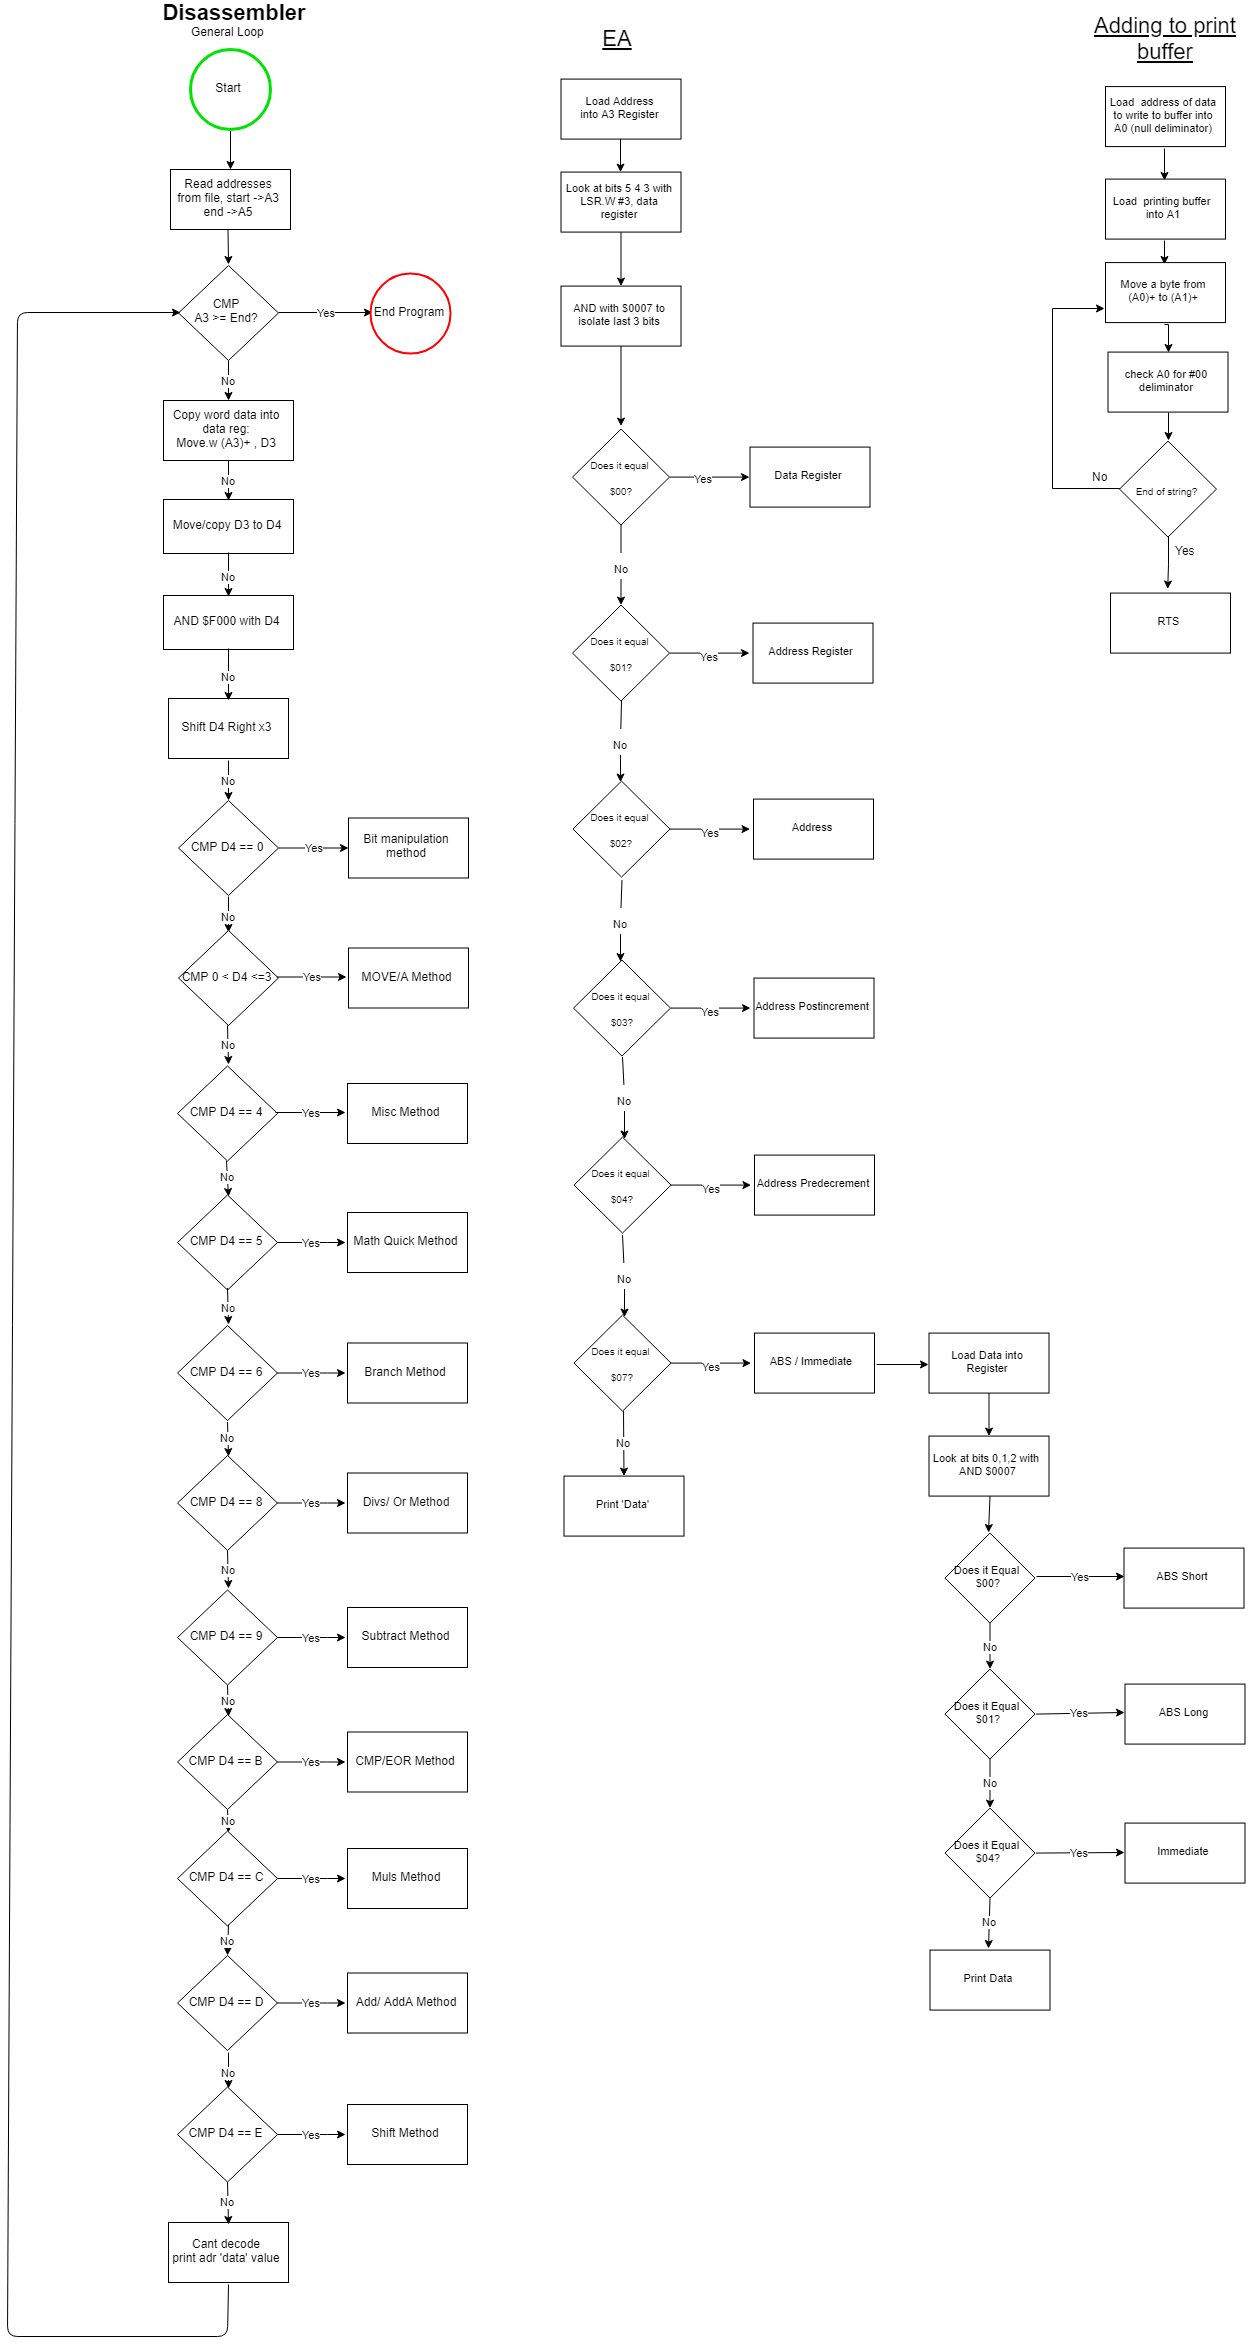 Disassembler
General Loop
Start
Read addresses
from file, start ->A3
end ->A5
CMP
A3 >= End?
Yes
End Program
No
Copy word data into
data reg:
Move.w (A3)+ , D3
No
Move/copy D3 to D4
No
AND $F000 with D4
No
Shift D4 Right x3
No
CMP D4 == 0
Yes
Bit manipulation
method
No
CMP 0 < D4 <=3
Yes
MOVE/A Method
No
CMP D4 == 4
Yes
Misc Method
No
CMP D4 == 5
Yes
Math Quick Method
No
CMP D4 == 6
Yes
Branch Method
No
CMP D4 == 8
Yes
Divs/ Or Method
No
CMP D4 == 9
Yes
Subtract Method
No
CMP D4 == B
Yes
CMP/EOR Method
No
CMP D4 == C
Yes
Muls Method
No
CMP D4 == D
Yes
Add/ AddA Method
No
CMP D4 == E
Yes
Shift Method
No
Cant decode
print adr 'data' value
EA
Load Address
into A3 Register
Look at bits 5 4 3 with
LSR.W #3, data
register
AND with $0007 to
isolate last 3 bits
Does it equal
$00?
Yes
Data Register
No
Does it equal
$01?
Yes
Address Register
No
Does it equal
$02?
Yes
Address
No
Does it equal
$03?
Yes
Address Postincrement
No
Does it equal
$04?
Yes
Address Predecrement
No
Does it equal
$07?
Yes
ABS / Immediate
No
Print 'Data'
Load Data into
Register
Look at bits 0,1,2 with
AND $0007
Does it Equal
$00?
Yes
ABS Short
No
Does it Equal
$01?
Yes
ABS Long
No
Does it Equal
$04?
Yes
Immediate
No
Print Data
Adding to print
buffer
Load  address of data
to write to buffer into
A0 (null deliminator)
Load  printing buffer
into A1
Move a byte from
(A0)+ to (A1)+
check A0 for #00
deliminator
End of string?
No
Yes
RTS